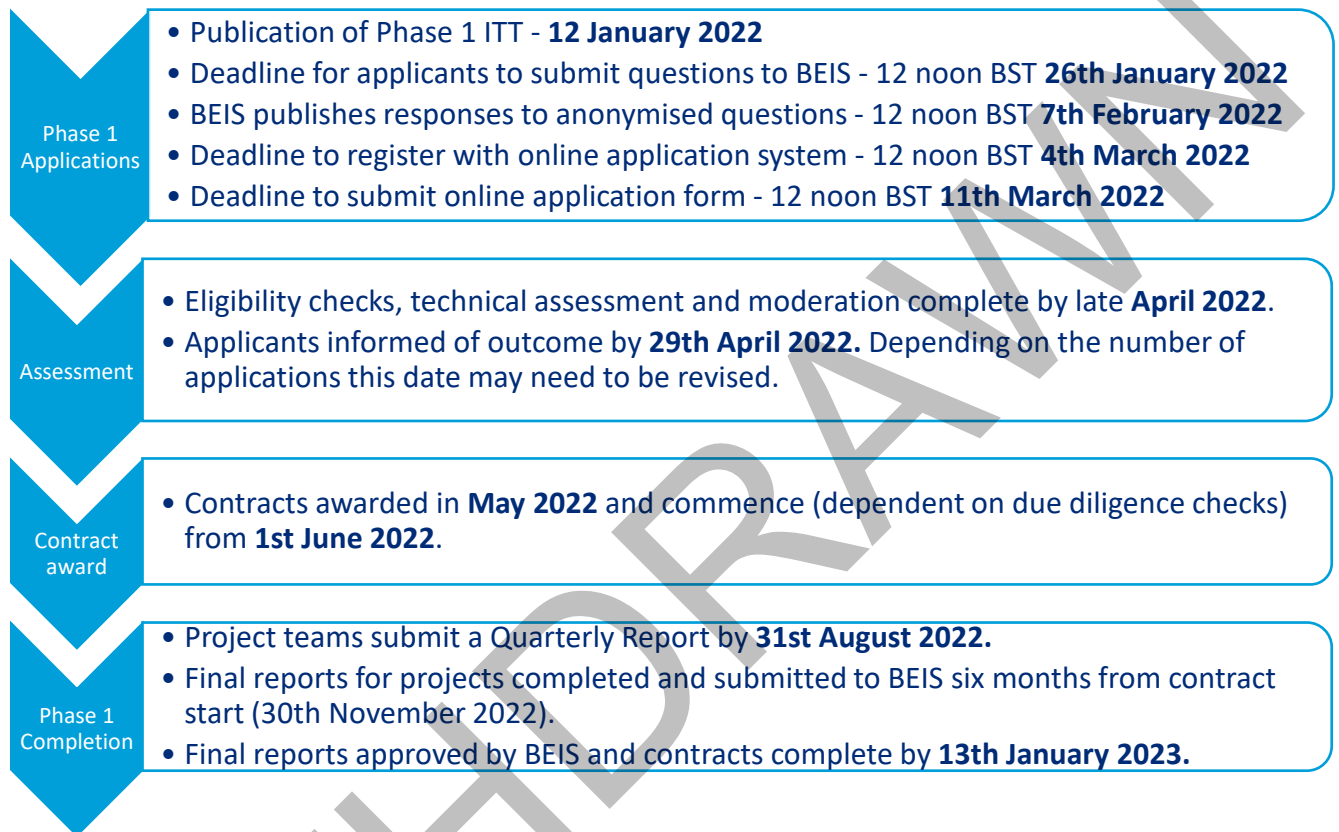 Phase 1
Applications
• Publication of Phase 1 ITT - 12 January 2022
• Deadline for applicants to submit questions to BEIS - 12 noon BST 26th January 2022
• BEIS publishes responses to anonymised questions - 12 noon BST 7th February 2022
• Deadline to register with online application system - 12 noon BST 4th March 2022
• Deadline to submit online application form - 12 noon BST 11th March 2022
Assessment
• Eligibility checks, technical assessment and moderation complete by late April 2022.
• Applicants informed of outcome by 29th April 2022. Depending on the number of
applications this date may need to be revised.
Contract
award
• Contracts awarded in May 2022 and commence (dependent on due diligence checks)
from 1st June 2022.
Phase 1
Completion
• Project teams submit a Quarterly Report by 31st August 2022.
• Final reports for projects completed and submitted to BEIS six months from contract
start (30th November 2022).
• Final reports approved by BEIS and contracts complete by 13th January 2023.
HDRAWN